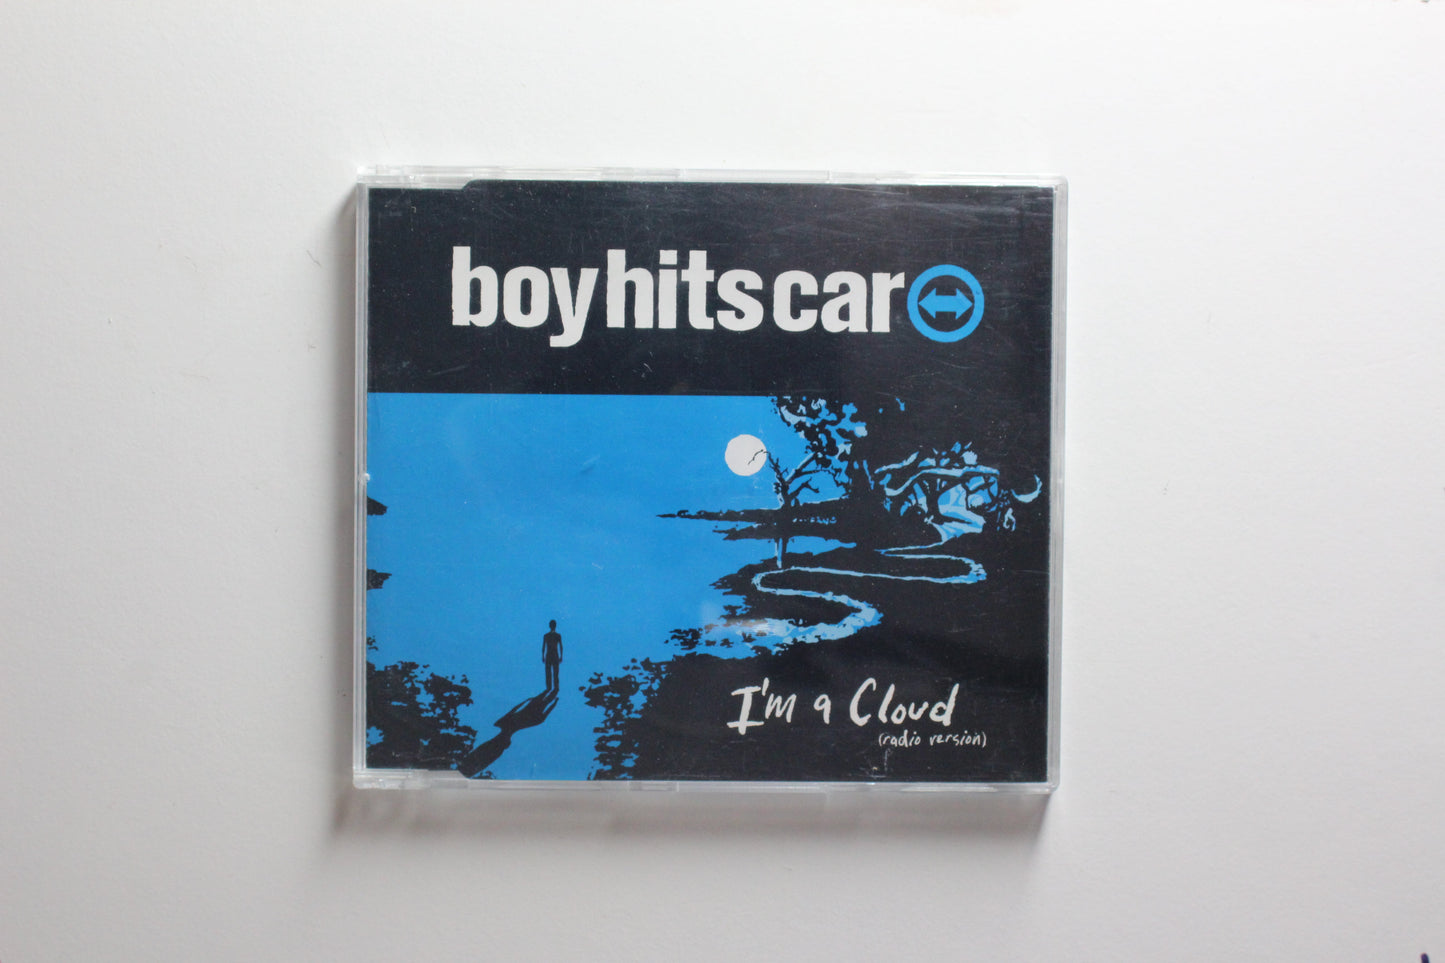 boyhitscar
I'm a Cloud
(radio version)